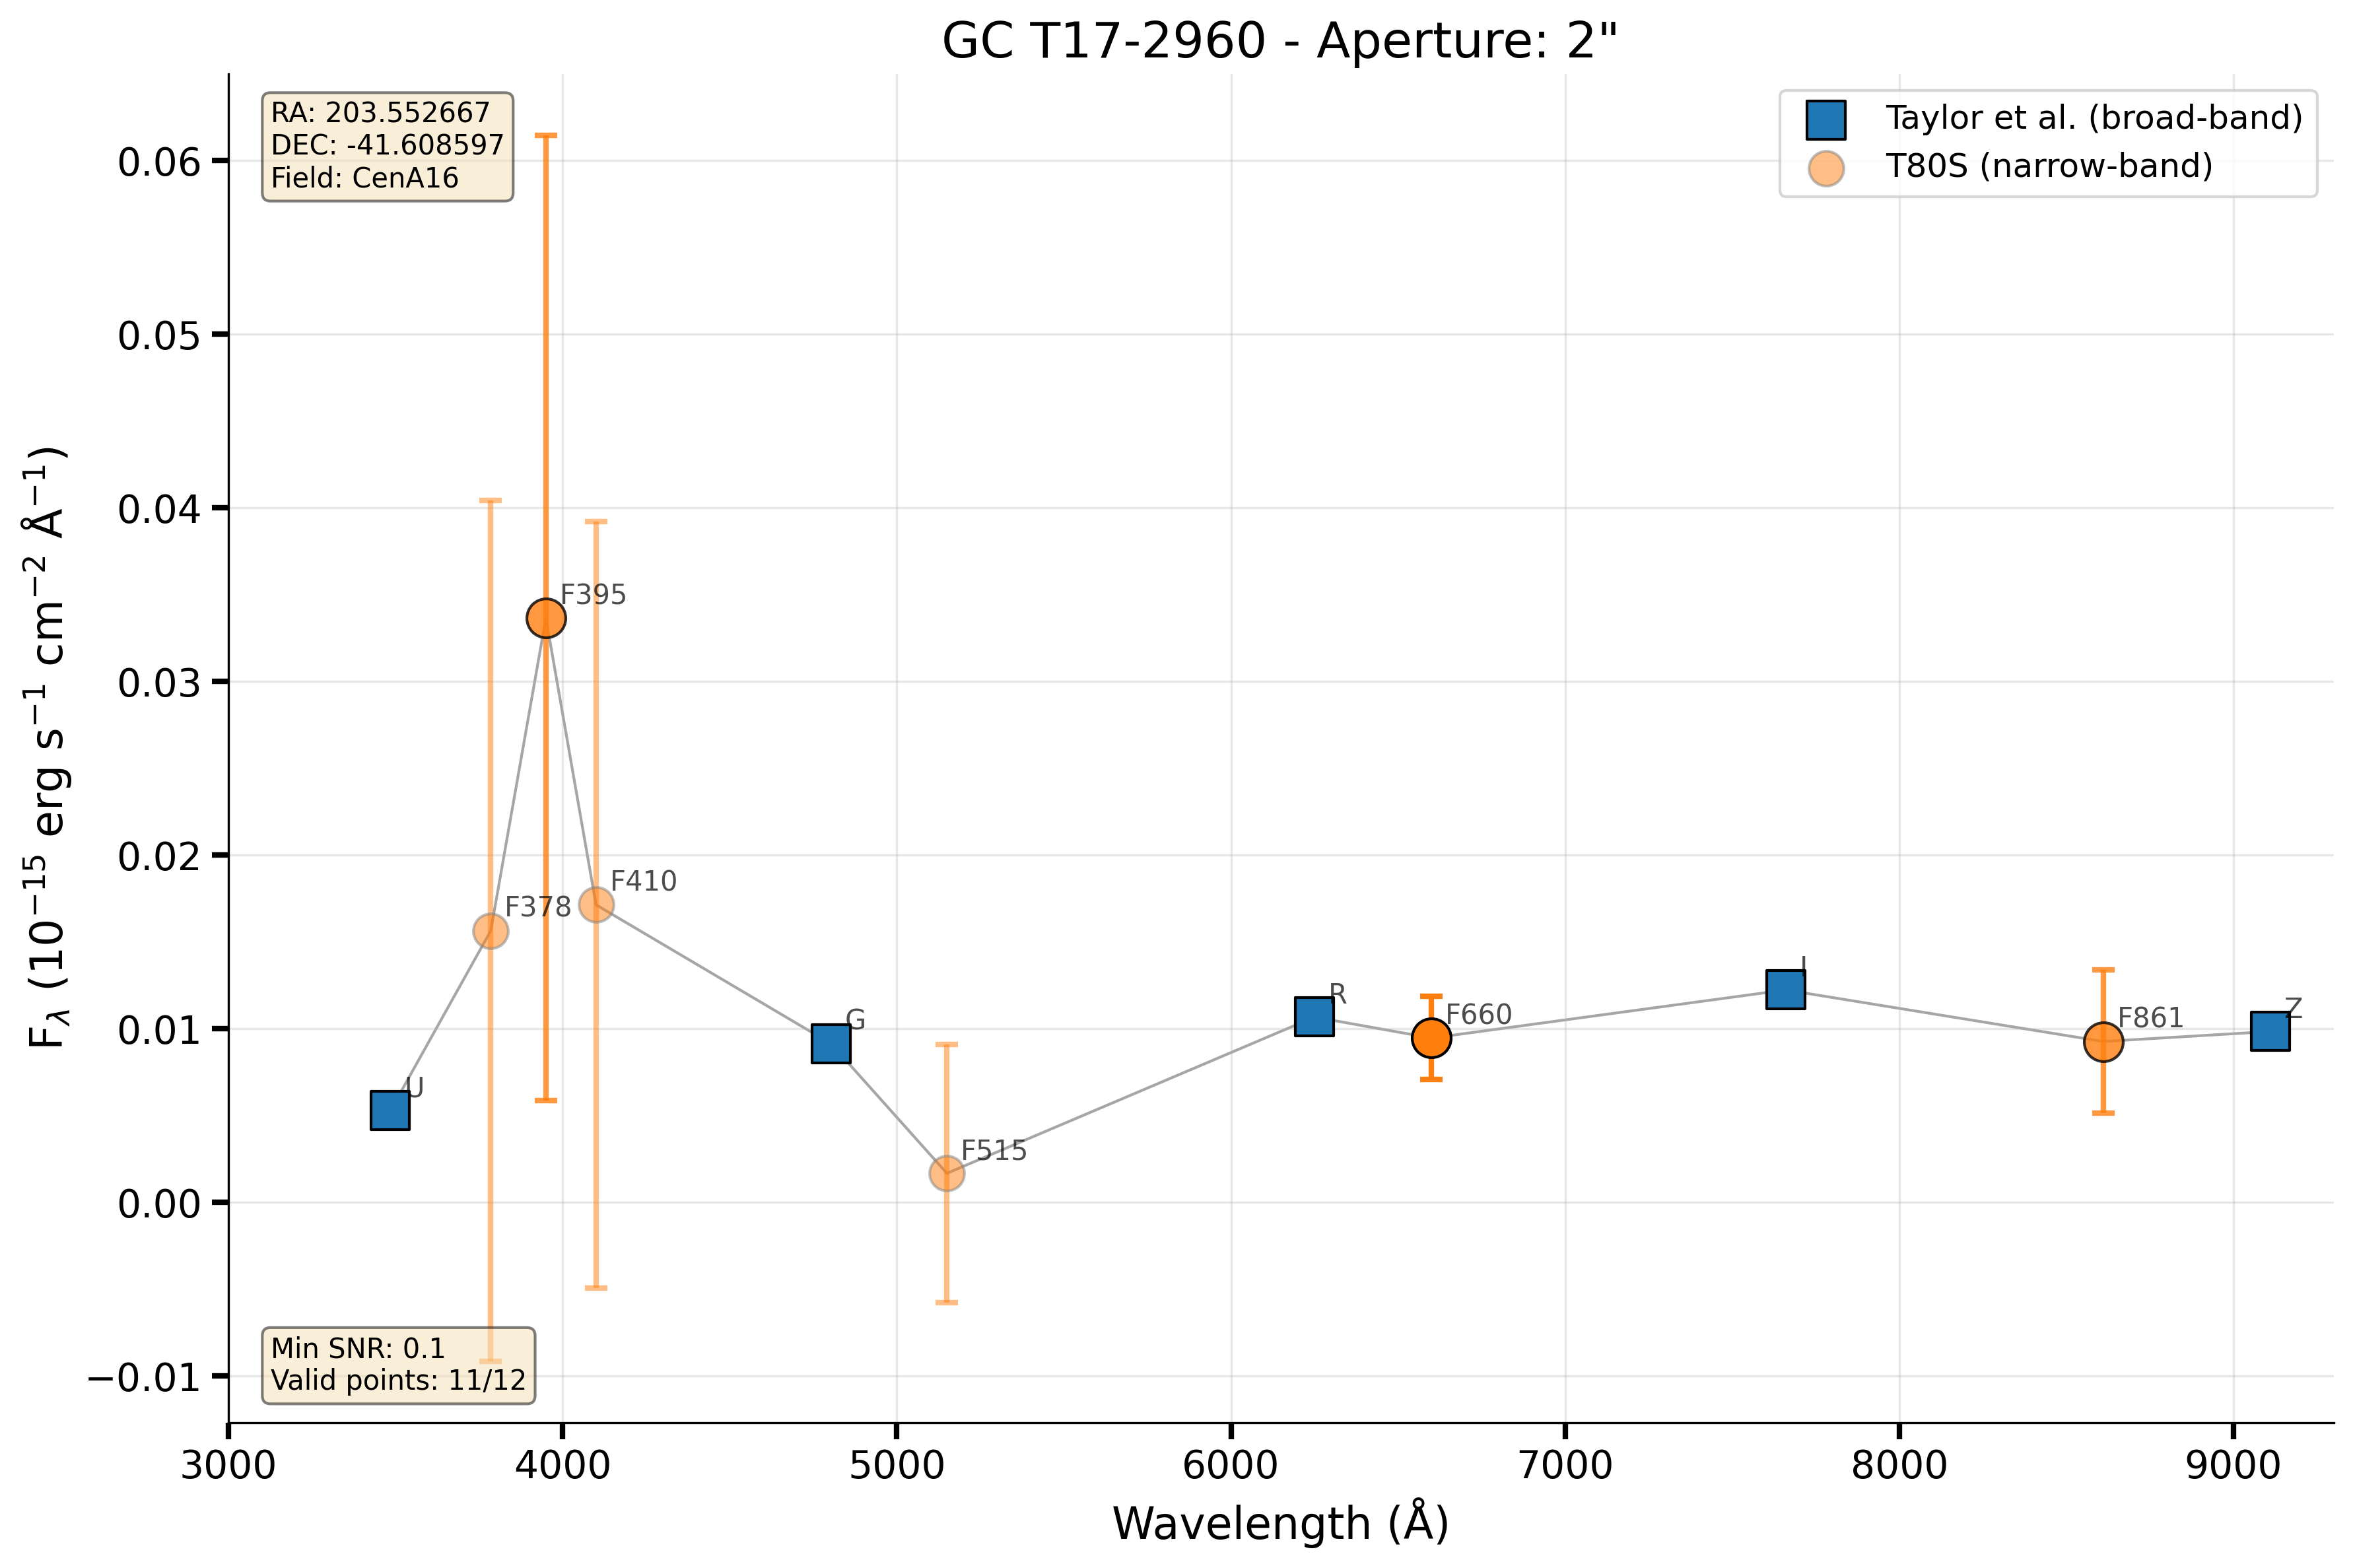 GC T17-2960 - Aperture: 2"
RA: 203.552667
DEC: -41.608597
Field: CenA16
Taylor et al. (broad-band)
T80S (narrow-band)
F$_{\lambda}$ (10$^{-15}$ erg s$^{-1}$ cm$^{-2}$ Å$^{-1}$)
0.06
0.05
0.04
0.03
0.02
0.01
0.00
−0.01
U
F378
F395
F410
G
F515
R
F660
I
F861
Z
Min SNR: 0.1
Valid points: 11/12
3000 4000 5000 6000 7000 8000 9000
Wavelength (Å)